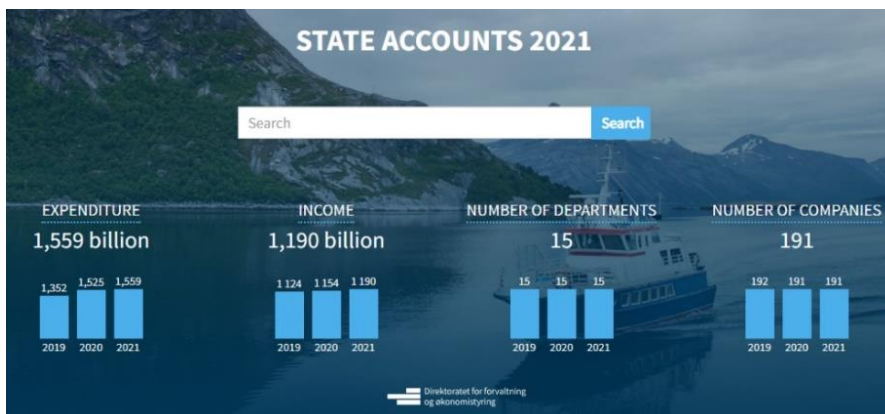 STATE ACCOUNTS 2021
Search Search
EXPENDITURE
1,559 billion
1,352 1,525 1,559
2019 2020 2021
INCOME
1,190 billion
1 124 1 154 1 190
2019 2020 2021
NUMBER OF DEPARTMENTS
15
15 15 15
2019 2020 2021
NUMBER OF COMPANIES
191
192 191 191
2019 2020 2021
Direktoratet for forvaltning
og økonomistyring